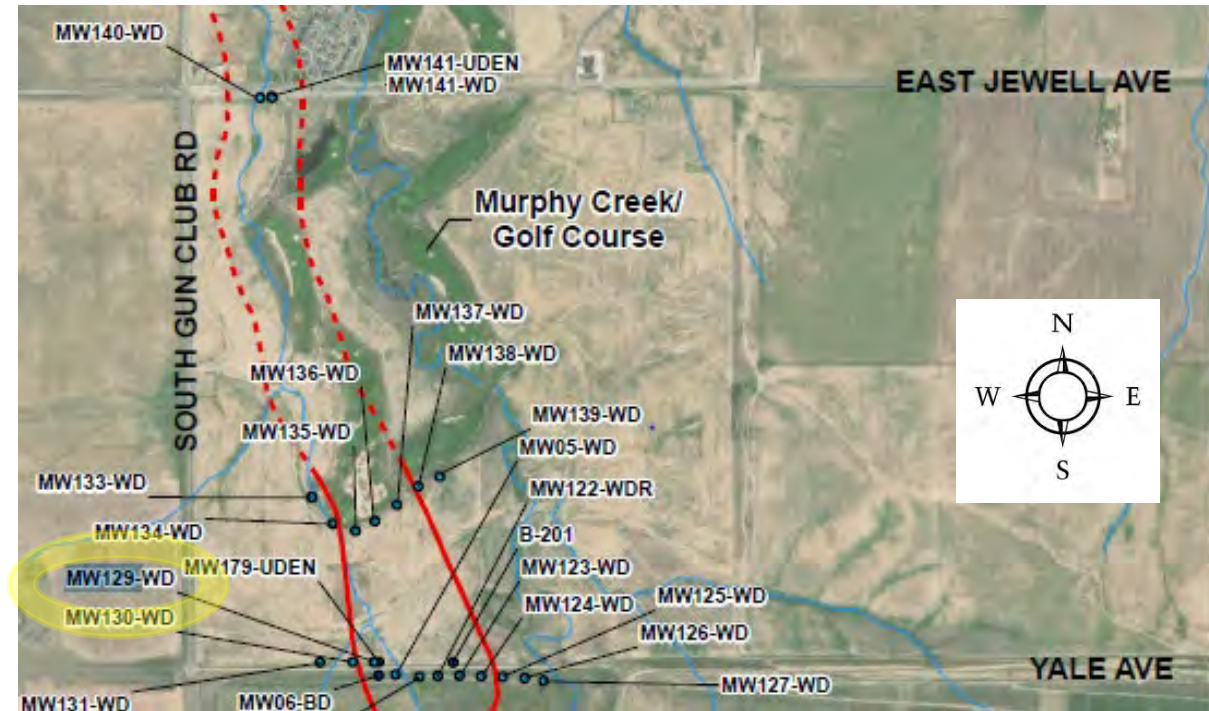 MW140-WD
MW141-UDEN
MW141-WD
EAST JEWELL AVE
SOUTH GUN CLUB RD
Murphy Creek/
Golf Course
MW137-WD
MW138-WD
MW136-WD
MW139-WD
MW135-WD
MW05-WD
MW133-WD
MW122-WDR
MW134-WD
B-201
MW179-UDEN
MW123-WD
MW129-WD
MW124-WD
MW125-WD
MW130-WD
MW126-WD
YALE AVE
MW127-WD
MW131-WD
MW06-BD
N
W
E
S